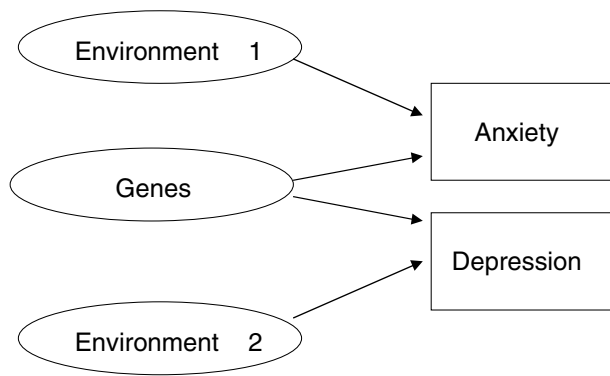 Environment 1
Anxiety
Genes
Depression
Environment 2